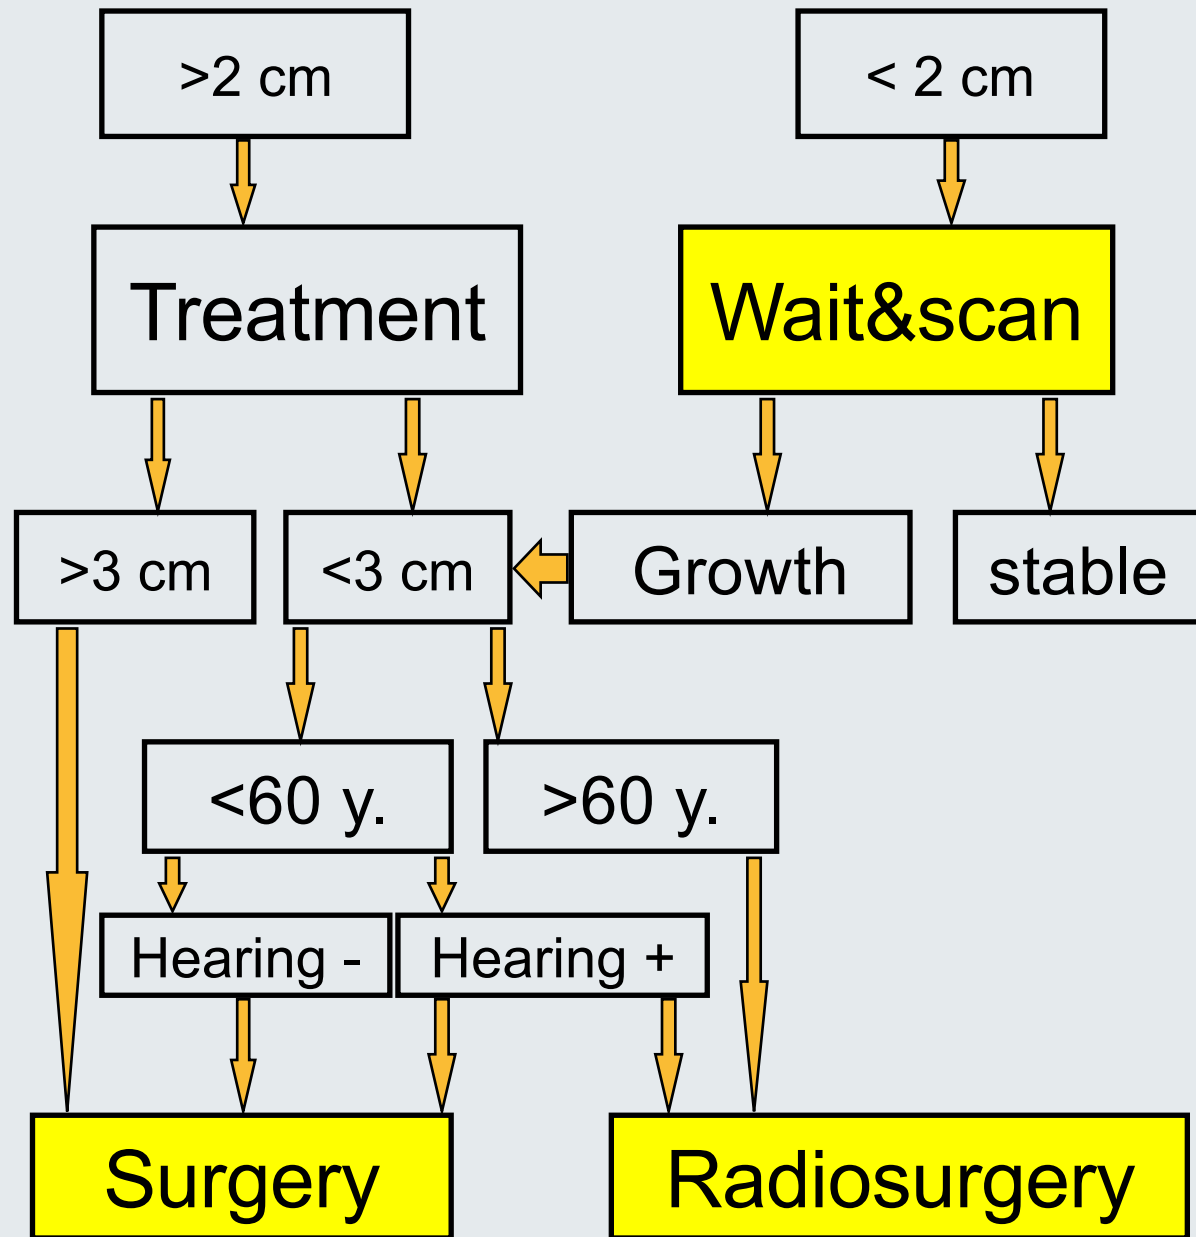 >2 cm
< 2 cm
Treatment
Wait&scan
>3 cm
<3 cm
Growth
stable
<60 y.
>60 y.
Hearing -
Hearing +
Surgery
Radiosurgery